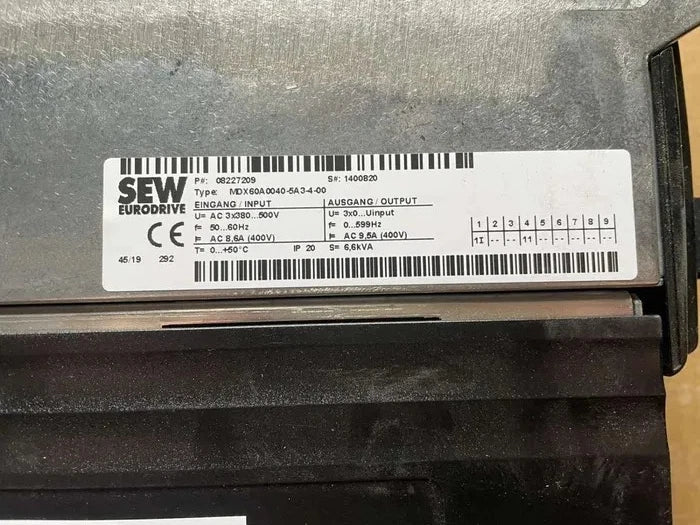 SEW
EURODRIVE
P#: 08227209 S#: 1400820
Type: MDX60A0040-5A3-4-00
EINGANG / INPUT AUSGANG / OUTPUT
U= AC 3x380...500V U= 3x0...Uinput
f= 50...60Hz f= 0...599Hz
I= AC 8,6A (400V) I= AC 9,5A (400V)
T= 0...+50°C IP 20 S= 6,6kVA
CE
45/19 292
1 2 3 4 5 6 7 8 9
1I -- -- 11 -- -- -- -- --